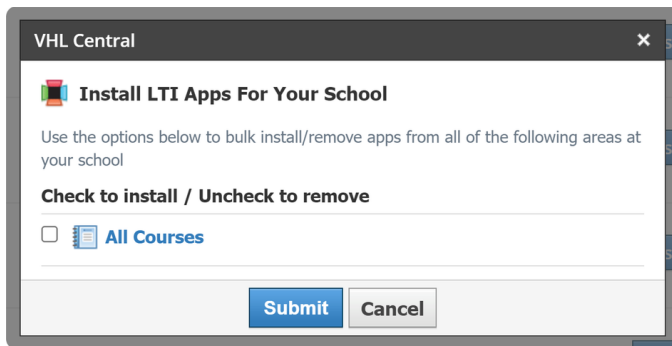 VHL Central
Install LTI Apps For Your School
Use the options below to bulk install/remove apps from all of the following areas at
your school
Check to install / Uncheck to remove
All Courses
Submit
Cancel